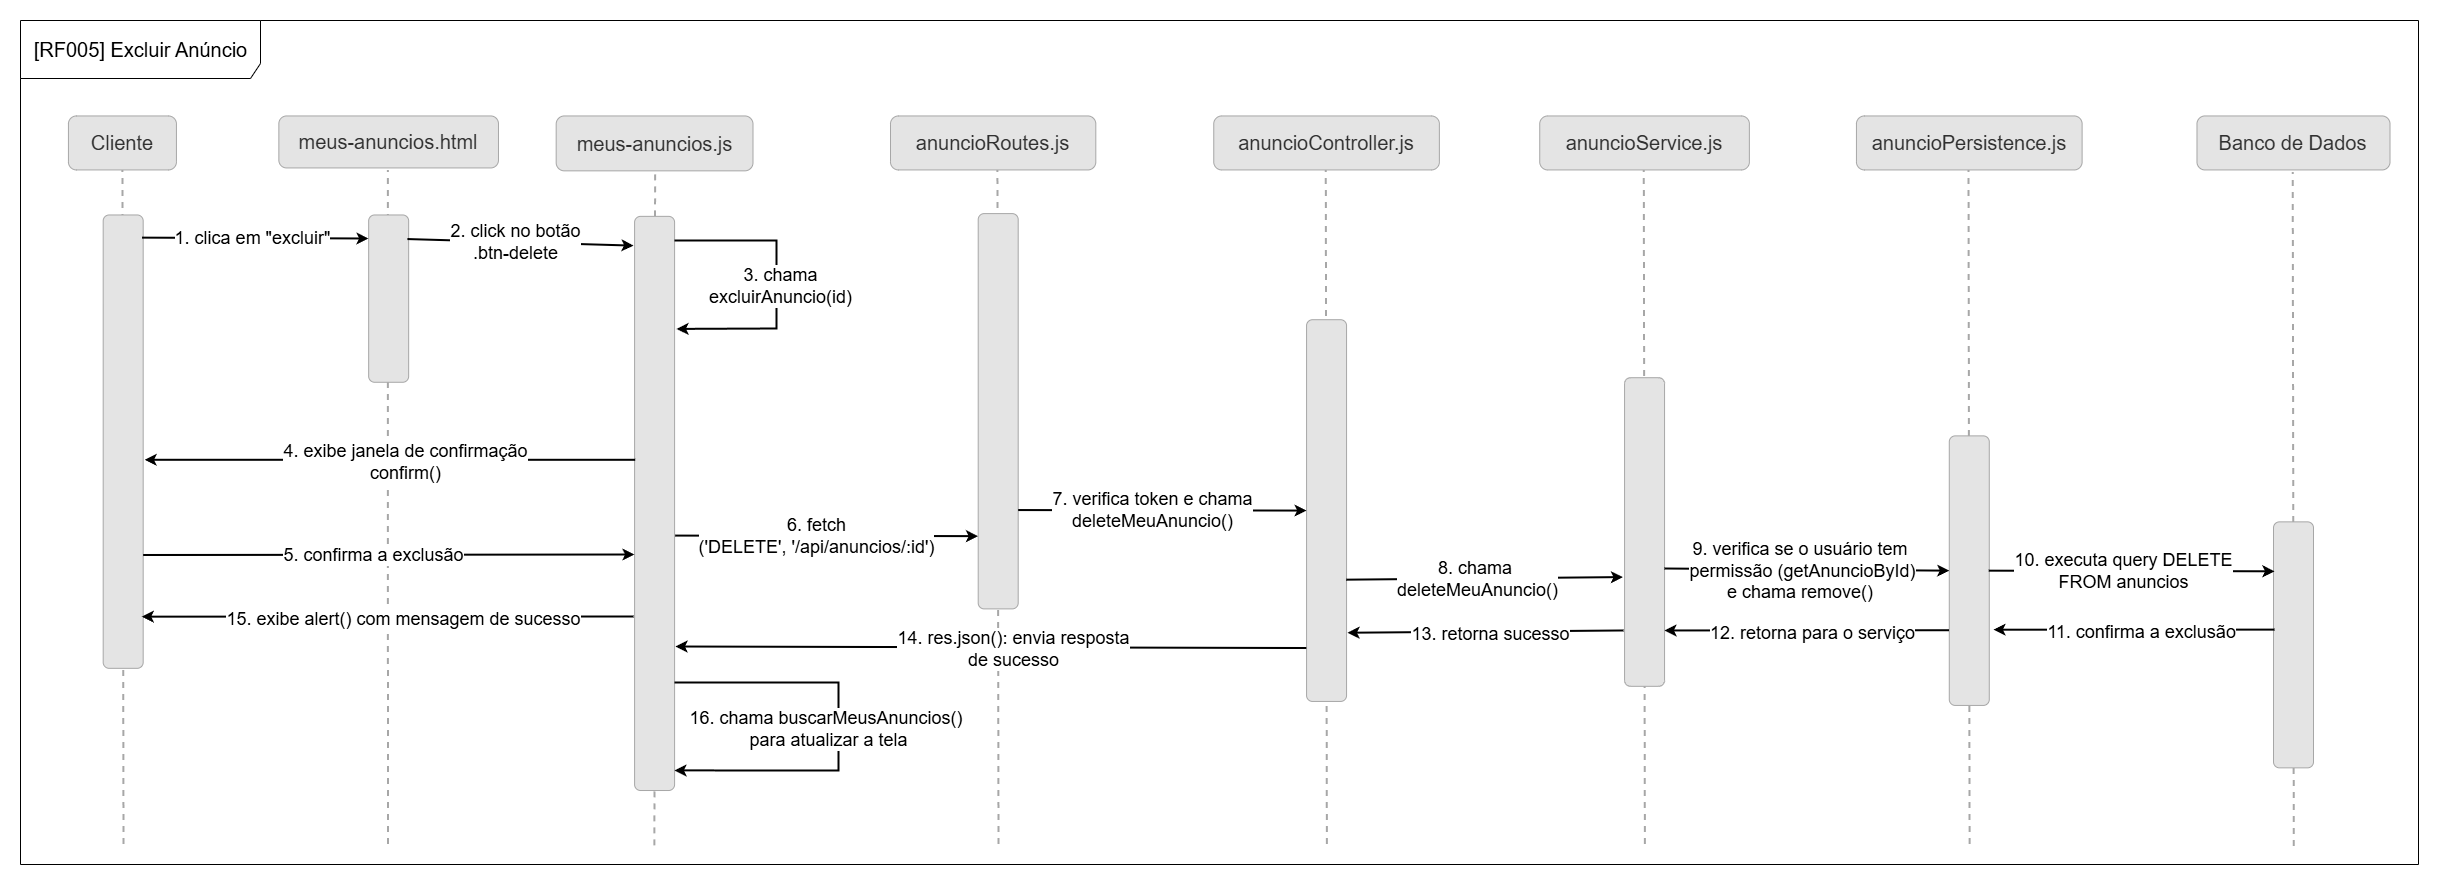 [RF005] Excluir Anúncio
Cliente
meus-anuncios.html
meus-anuncios.js
anuncioRoutes.js
anuncioController.js
anuncioService.js
anuncioPersistence.js
Banco de Dados
1. clica em "excluir"
2. click no botão
.btn-delete
3. chama
excluirAnuncio(id)
4. exibe janela de confirmação
confirm()
5. confirma a exclusão
6. fetch
('DELETE', '/api/anuncios/:id')
7. verifica token e chama
deleteMeuAnuncio()
8. chama
deleteMeuAnuncio()
9. verifica se o usuário tem
permissão (getAnuncioById)
e chama remove()
10. executa query DELETE
FROM anuncios
11. confirma a exclusão
12. retorna para o serviço
13. retorna sucesso
14. res.json(): envia resposta
de sucesso
15. exibe alert() com mensagem de sucesso
16. chama buscarMeusAnuncios()
para atualizar a tela